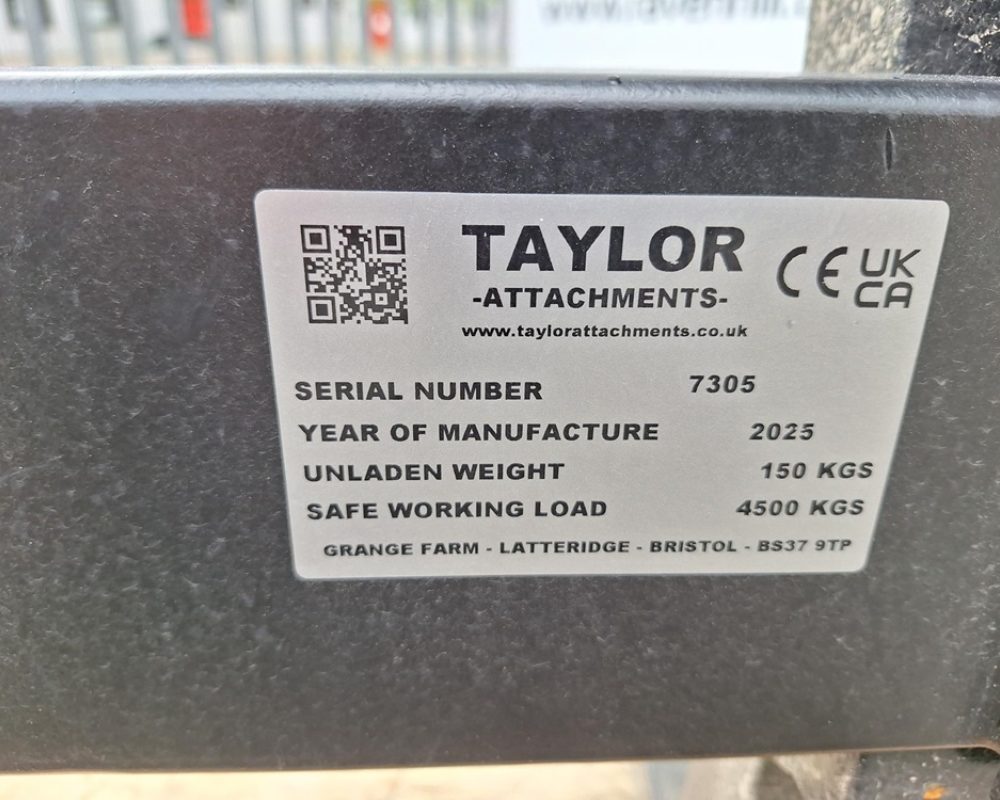 TAYLOR
-ATTACHMENTS-
www.taylorattachments.co.uk
CE UK
CA
SERIAL NUMBER 7305
YEAR OF MANUFACTURE 2025
UNLADEN WEIGHT 150 KGS
SAFE WORKING LOAD 4500 KGS
GRANGE FARM - LATTERIDGE - BRISTOL - BS37 9TP